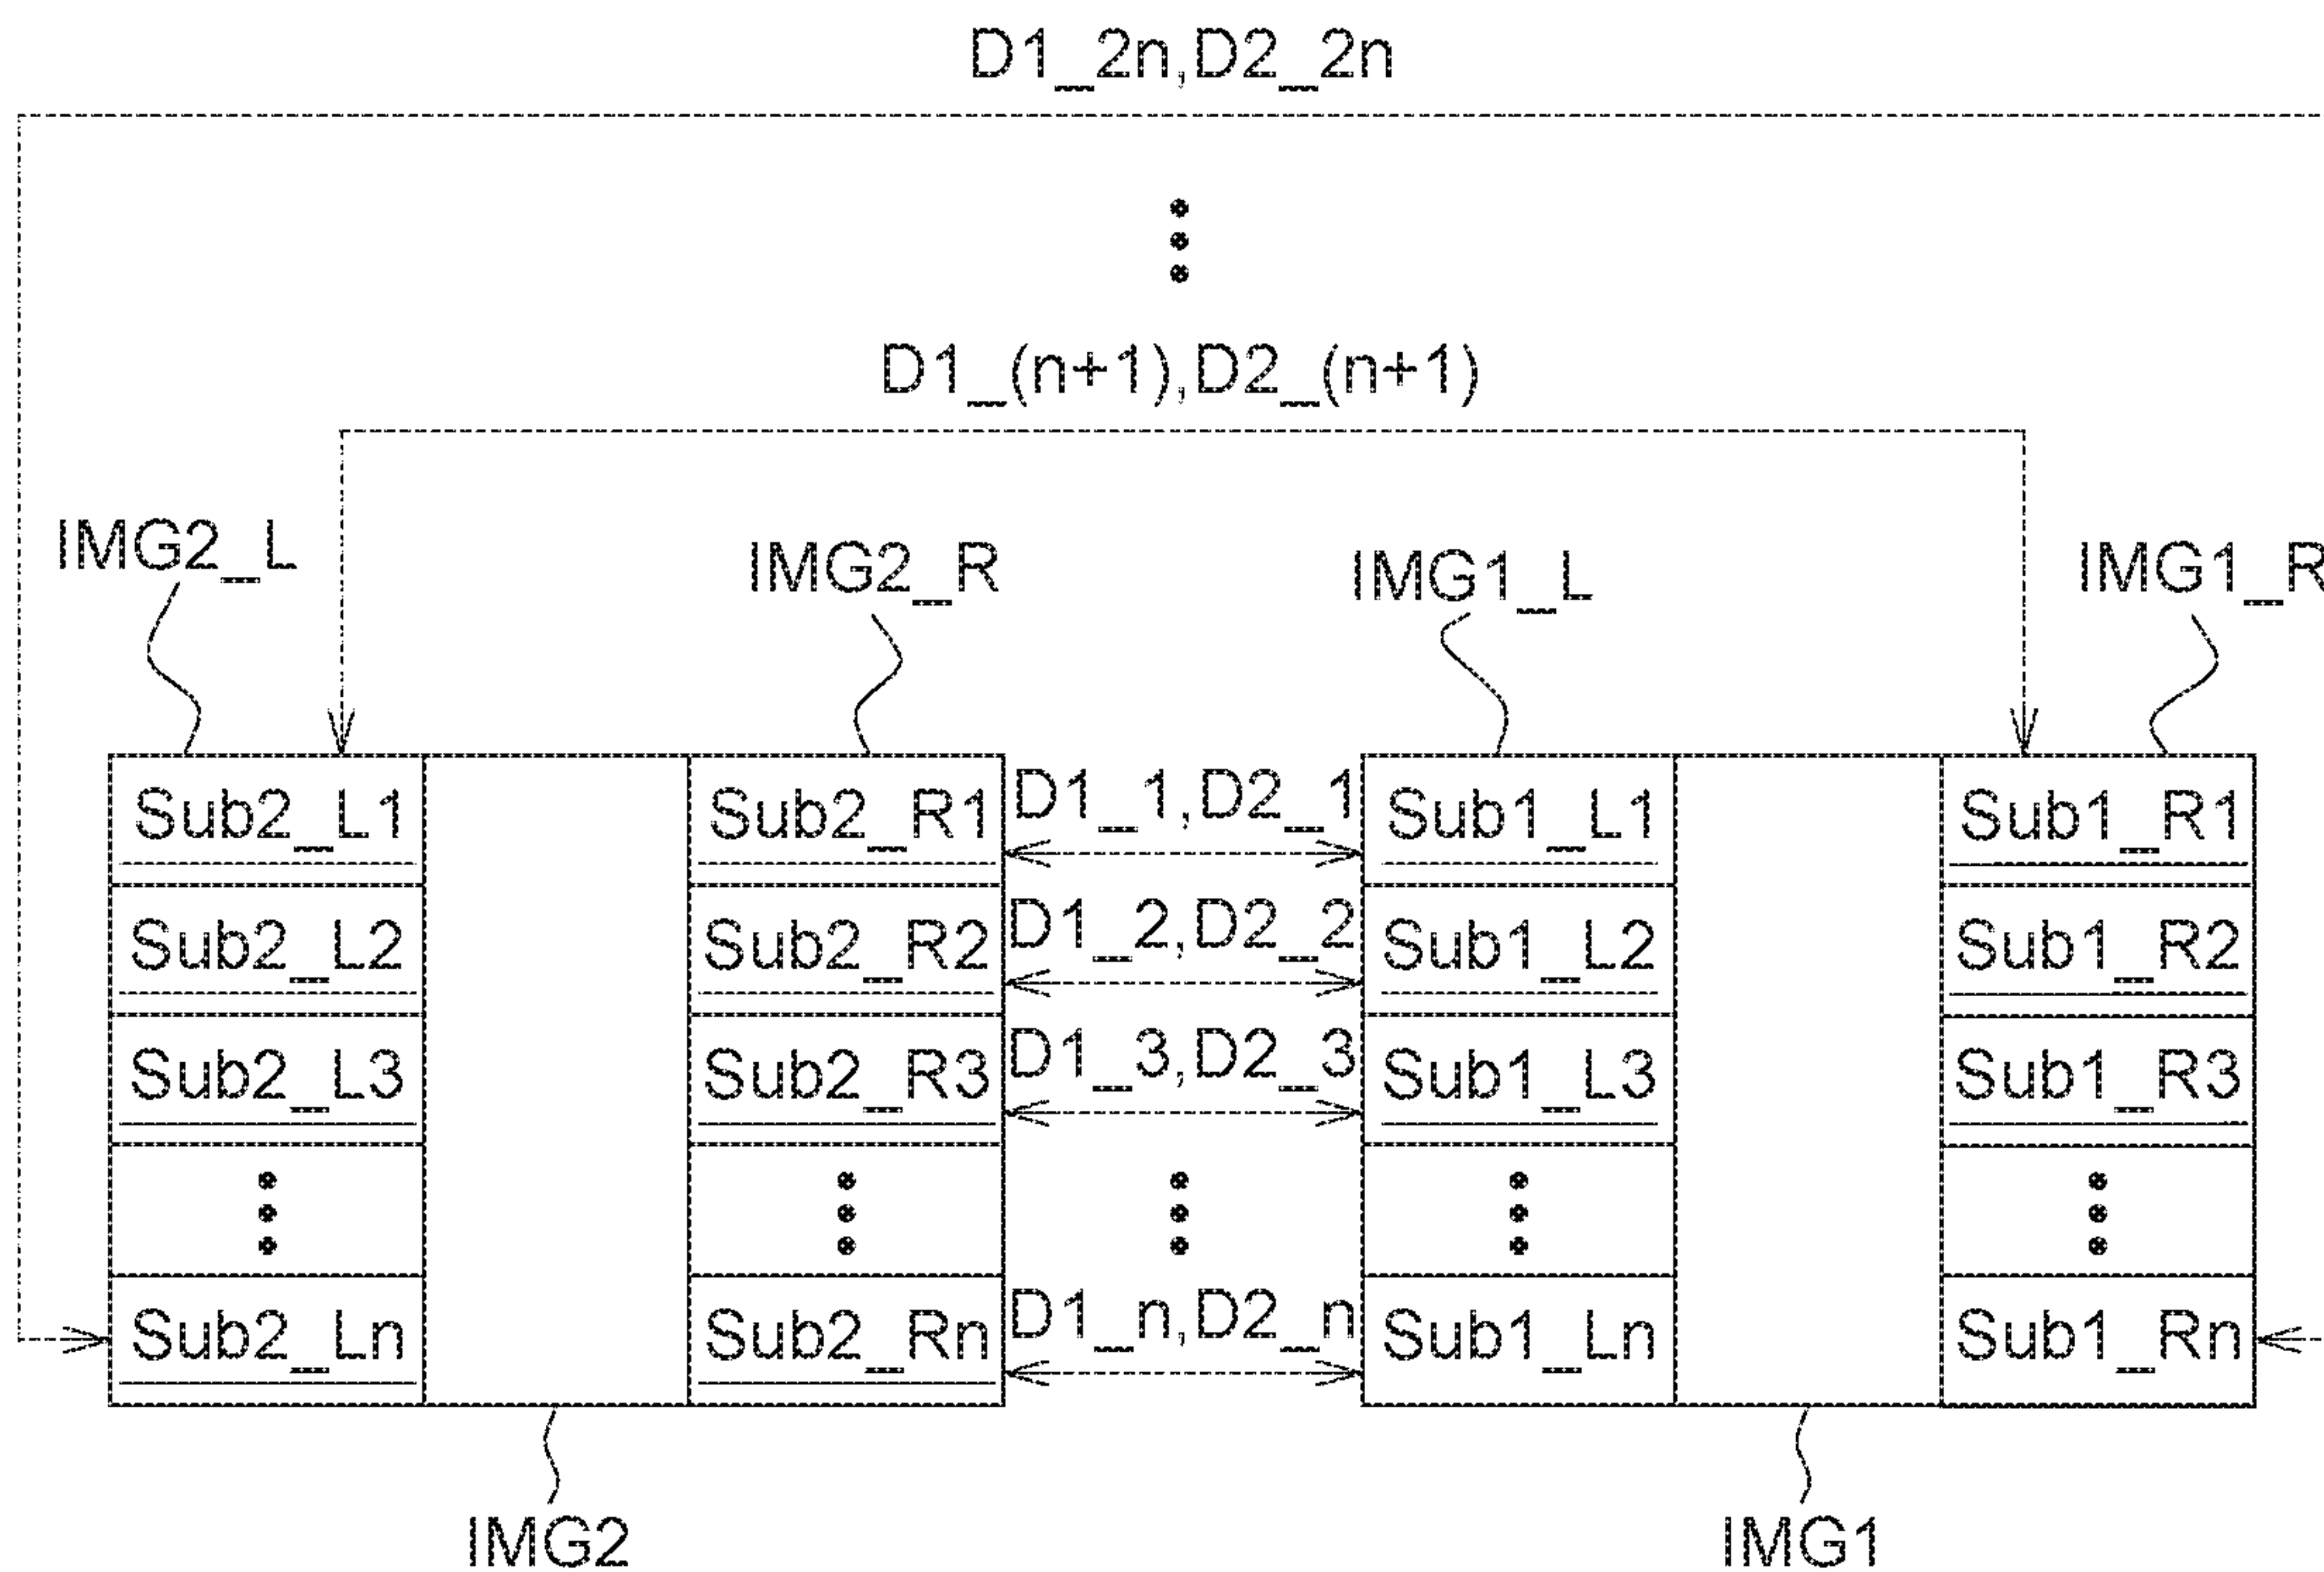 D1_2n,D2_2n
D1_(n+1),D2_(n+1)
IMG2_L
IMG2_R
IMG1_L
IMG1_R
Sub2_L1
Sub2_R1
D1_1,D2_1
Sub1_L1
Sub1_R1
Sub2_L2
Sub2_R2
D1_2,D2_2
Sub1_L2
Sub1_R2
Sub2_L3
Sub2_R3
D1_3,D2_3
Sub1_L3
Sub1_R3
Sub2_Ln
Sub2_Rn
D1_n,D2_n
Sub1_Ln
Sub1_Rn
IMG2
IMG1